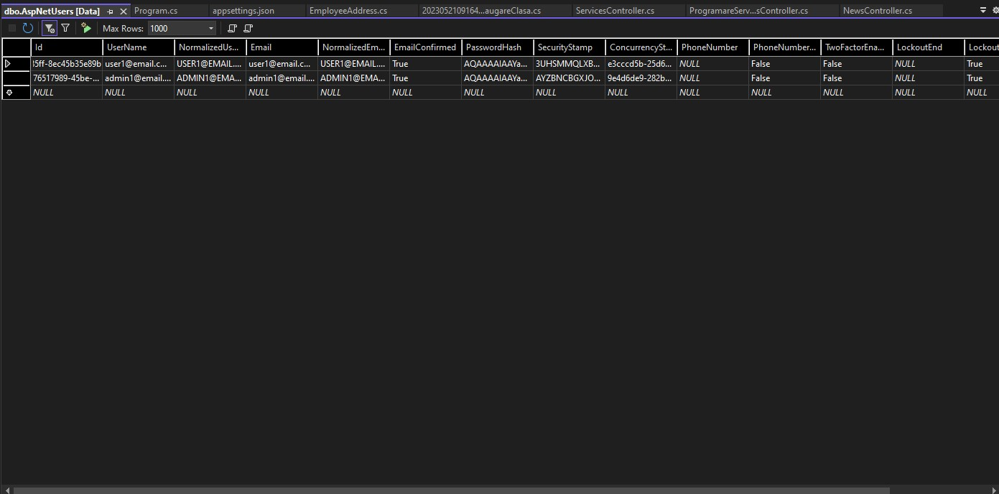 dbo.AspNetUsers [Data] Program.cs appsettings.json EmployeeAddress.cs 2023052109164...augareClasa.cs ServicesController.cs ProgramareServ...sController.cs NewsController.cs
Max Rows: 1000
Id UserName NormalizedUs... Email NormalizedEm... EmailConfirmed PasswordHash SecurityStamp ConcurrencySt... PhoneNumber PhoneNumber... TwoFactorEna... LockoutEnd Lockout
35ff-8ec45b35e89b user1@email.c... USER1@EMAIL.... user1@email.c... USER1@EMAIL.... True AQAAAAIAAYa... 3UHSMMQLXB... e3cccd5b-25d6... NULL False False NULL True
76517989-45be-... admin1@email.... ADMIN1@EMA... admin1@email.... ADMIN1@EMA... True AQAAAAIAAYa... AYZBNCBGXJO... 9e4d6de9-282b... NULL False False NULL True
NULL NULL NULL NULL NULL NULL NULL NULL NULL NULL NULL NULL NULL NULL